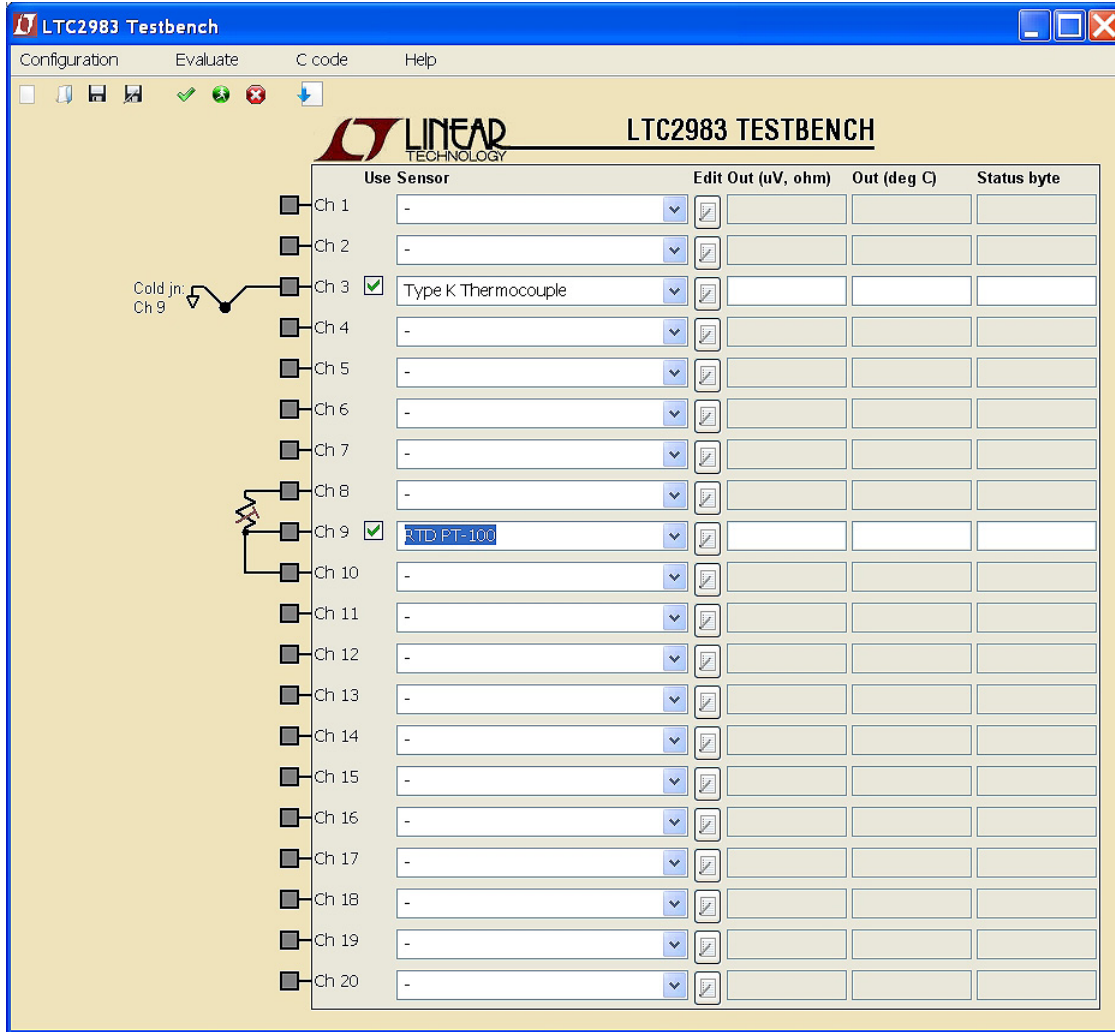 LTC2983 Testbench
Configuration Evaluate C code Help
LINEAR TECHNOLOGY
LTC2983 TESTBENCH
Use Sensor Edit Out (uV, ohm) Out (deg C) Status byte
Ch 1 -
Ch 2 -
Cold jn:
Ch 9
Ch 3 Type K Thermocouple
Ch 4 -
Ch 5 -
Ch 6 -
Ch 7 -
Ch 8 -
Ch 9 RTD PT-100
Ch 10 -
Ch 11 -
Ch 12 -
Ch 13 -
Ch 14 -
Ch 15 -
Ch 16 -
Ch 17 -
Ch 18 -
Ch 19 -
Ch 20 -